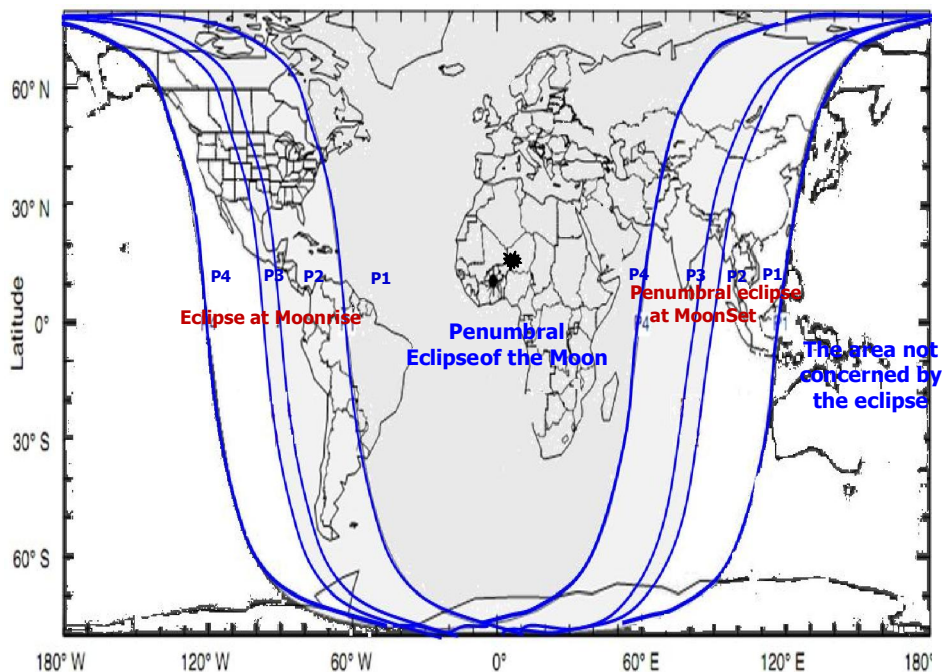 60° N
30° N
0°
30° S
60° S
Latitude
P4 P3 P2 P1 P4 P3 P2 P1
Eclipse at Moonrise
Penumbral eclipse
at MoonSet
P4 P1
Penumbral
Eclipseof the Moon
The area not
concerned by
the eclipse
180° W 120° W 60° W 0° 60° E 120° E 180°